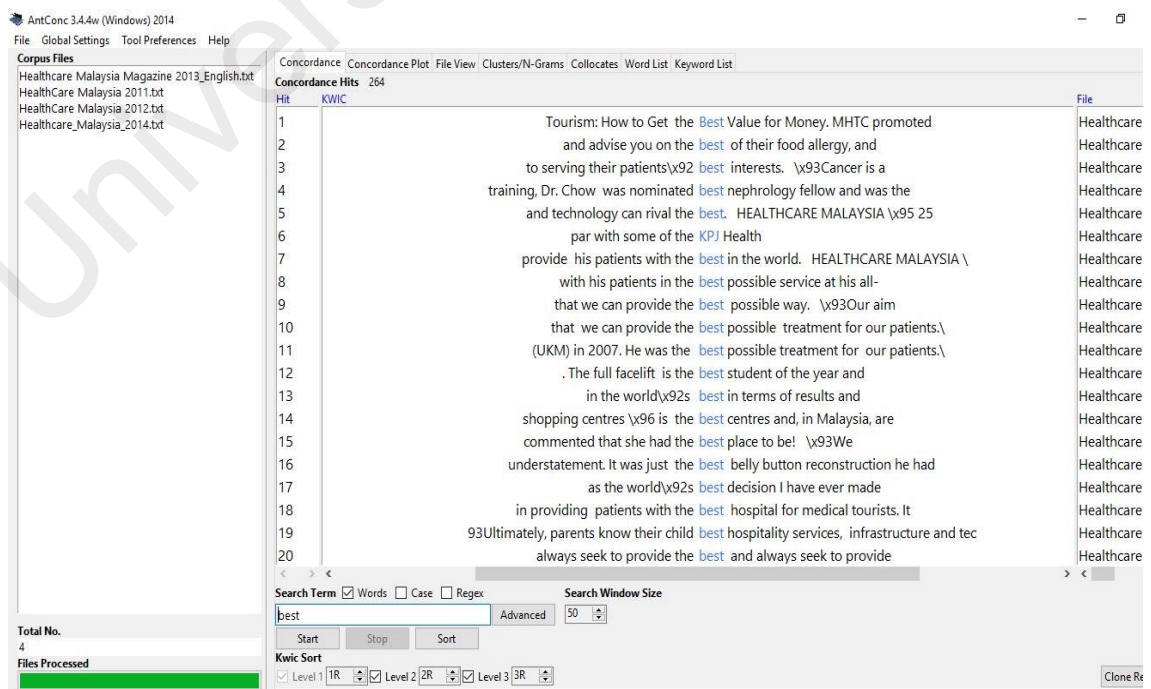 AntConc 3.4.4w (Windows) 2014
File Global Settings Tool Preferences Help
Corpus Files
Healthcare Malaysia Magazine 2013_English.txt
HealthCare Malaysia 2011.txt
HealthCare Malaysia 2012.txt
Healthcare_Malaysia_2014.txt
Total No.
4
Files Processed
Concordance Concordance Plot File View Clusters/N-Grams Collocates Word List Keyword List
Concordance Hits 264
Hit KWIC File
1 Tourism: How to Get the Best Value for Money. MHTC promoted Healthcare
2 and advise you on the best of their food allergy, and Healthcare
3 to serving their patients\x92 best interests. \x93Cancer is a Healthcare
4 training, Dr. Chow was nominated best nephrology fellow and was the Healthcare
5 and technology can rival the best. HEALTHCARE MALAYSIA \x95 25 Healthcare
6 par with some of the KPJ Health Healthcare
7 provide his patients with the best in the world. HEALTHCARE MALAYSIA \ Healthcare
8 with his patients in the best possible service at his all- Healthcare
9 that we can provide the best possible way. \x93Our aim Healthcare
10 that we can provide the best possible treatment for our patients.\ Healthcare
11 (UKM) in 2007. He was the best possible treatment for our patients.\ Healthcare
12 . The full facelift is the best student of the year and Healthcare
13 in the world\x92s best in terms of results and Healthcare
14 shopping centres \x96 is the best centres and, in Malaysia, are Healthcare
15 commented that she had the best place to be! \x93We Healthcare
16 understatement. It was just the best belly button reconstruction he had Healthcare
17 as the world\x92s best decision I have ever made Healthcare
18 in providing patients with the best hospital for medical tourists. It Healthcare
19 93Ultimately, parents know their child best hospitality services, infrastructure and tec Healthcare
20 always seek to provide the best and always seek to provide Healthcare
Search Term Words Case Regex Search Window Size
best Advanced 50
Start Stop Sort
Kwic Sort
Level 1 1R Level 2 2R Level 3 3R Clone Re